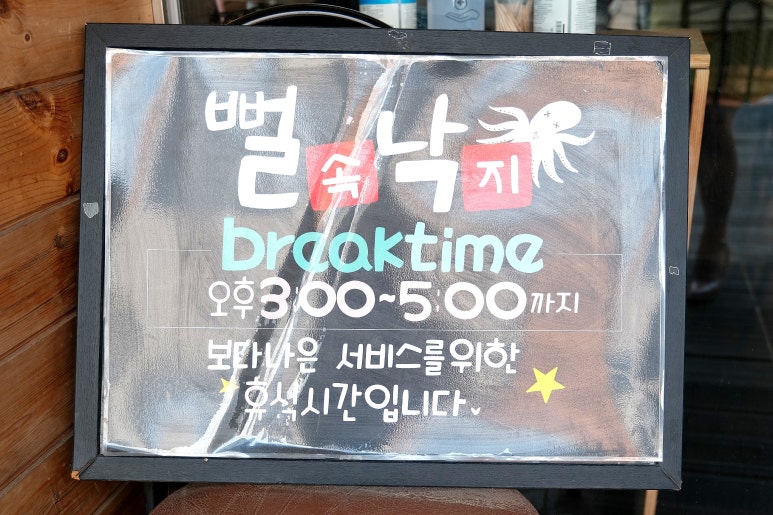 뻘속낙지
breaktime
오후3:00~5:00까지
보다나은 서비스를위한
휴식시간입니다.